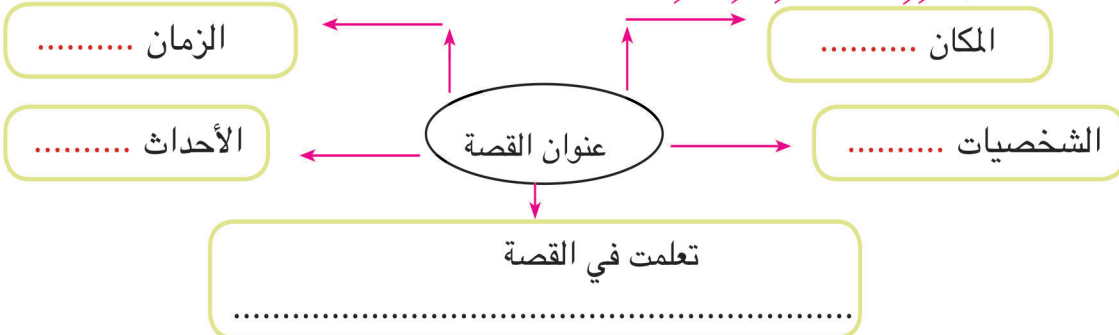 المكان ..........
الزمان ..........
عنوان القصة
الشخصيات ..........
الأحداث ..........
تعلمت في القصة
..............................................................